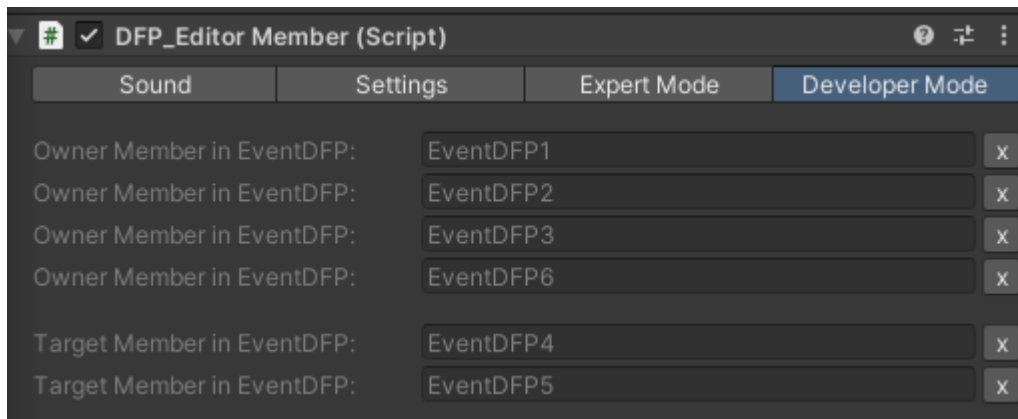 # DFP_Editor Member (Script)
Sound Settings Expert Mode Developer Mode
Owner Member in EventDFP: EventDFP1 x
Owner Member in EventDFP: EventDFP2 x
Owner Member in EventDFP: EventDFP3 x
Owner Member in EventDFP: EventDFP6 x
Target Member in EventDFP: EventDFP4 x
Target Member in EventDFP: EventDFP5 x